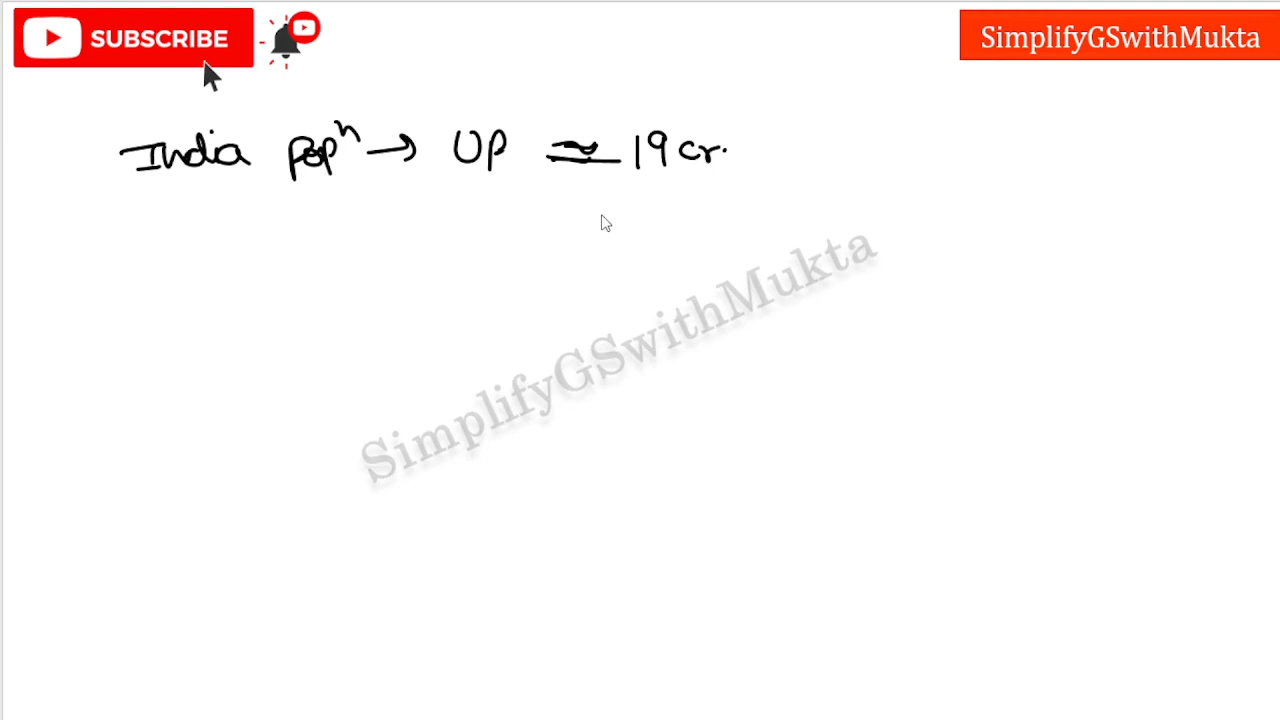 SUBSCRIBE
SimplifyGSwithMukta
India popⁿ → UP ≈ 19 cr.
SimplifyGSwithMukta